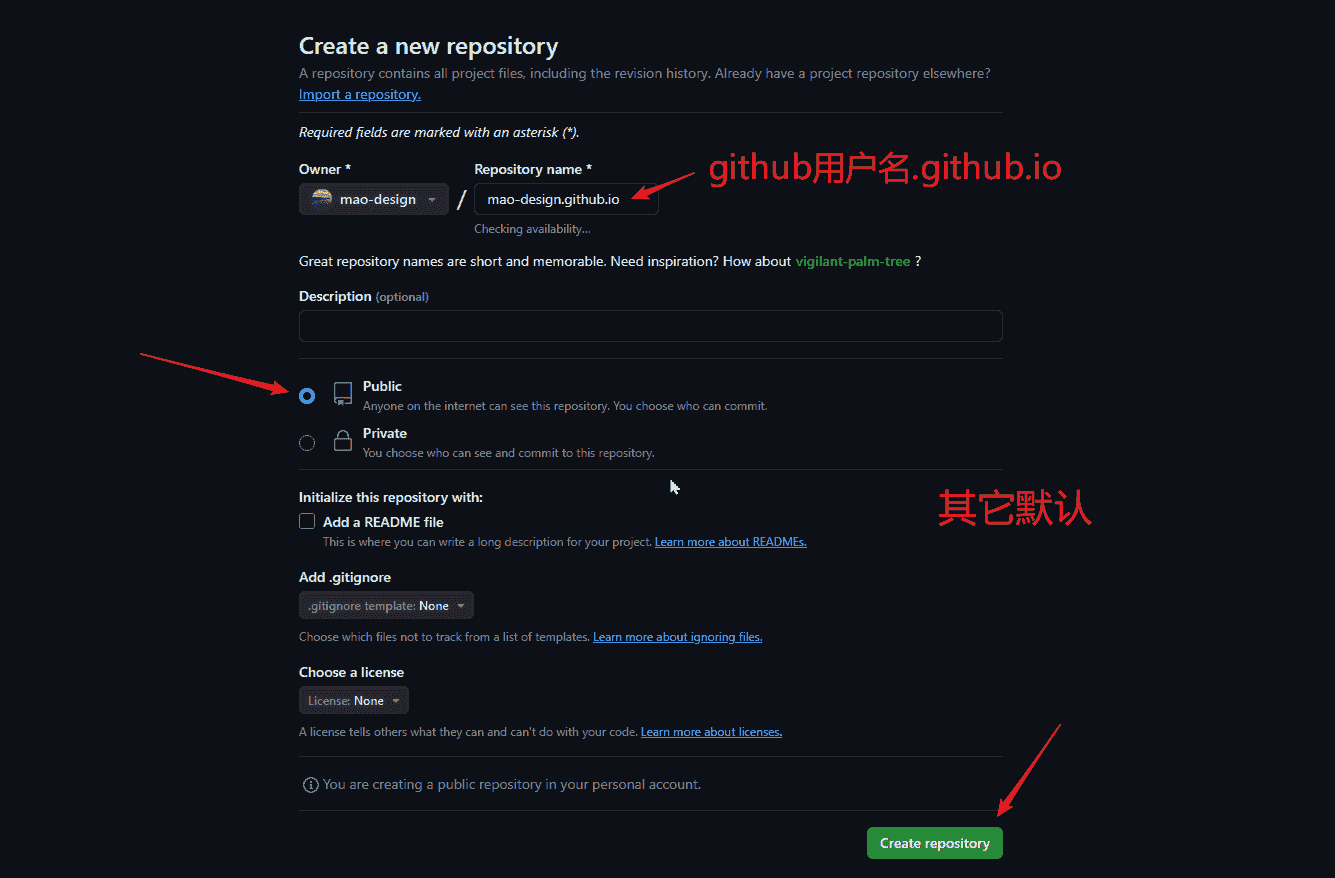 Create a new repository
A repository contains all project files, including the revision history. Already have a project repository elsewhere?
Import a repository.
Required fields are marked with an asterisk (*).
Owner *
Repository name *
github用户名.github.io
mao-design
/
mao-design.github.io
Checking availability...
Great repository names are short and memorable. Need inspiration? How about vigilant-palm-tree ?
Description (optional)
Public
Anyone on the internet can see this repository. You choose who can commit.
Private
You choose who can see and commit to this repository.
Initialize this repository with:
其它默认
Add a README file
This is where you can write a long description for your project. Learn more about READMEs.
Add .gitignore
.gitignore template: None
Choose which files not to track from a list of templates. Learn more about ignoring files.
Choose a license
License: None
A license tells others what they can and can't do with your code. Learn more about licenses.
You are creating a public repository in your personal account.
Create repository